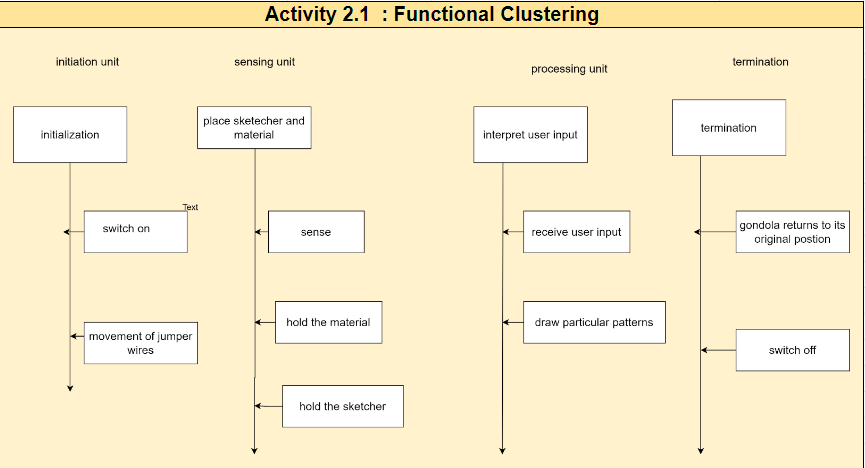 Activity 2.1 : Functional Clustering
initiation unit
sensing unit
processing unit
termination
initialization
place sketecher and
material
interpret user input
termination
Text
switch on
sense
receive user input
gondola returns to its
original postion
movement of jumper
wires
hold the material
draw particular patterns
switch off
hold the sketcher